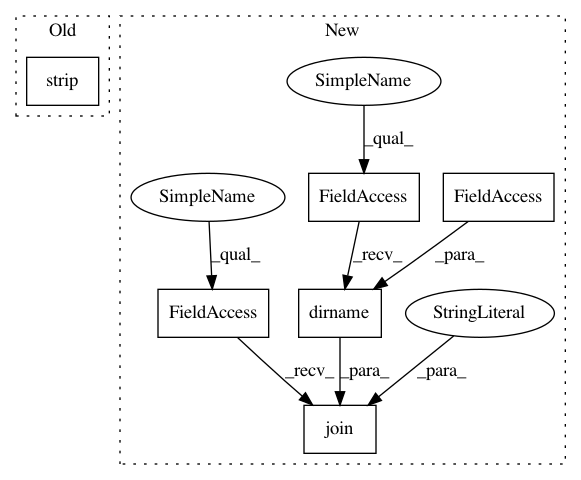 Old
New
strip
SimpleName
_qual_
SimpleName
FieldAccess
FieldAccess
_qual_
_recv_
_para_
FieldAccess
dirname
StringLiteral
_recv_
_para_
_para_
join